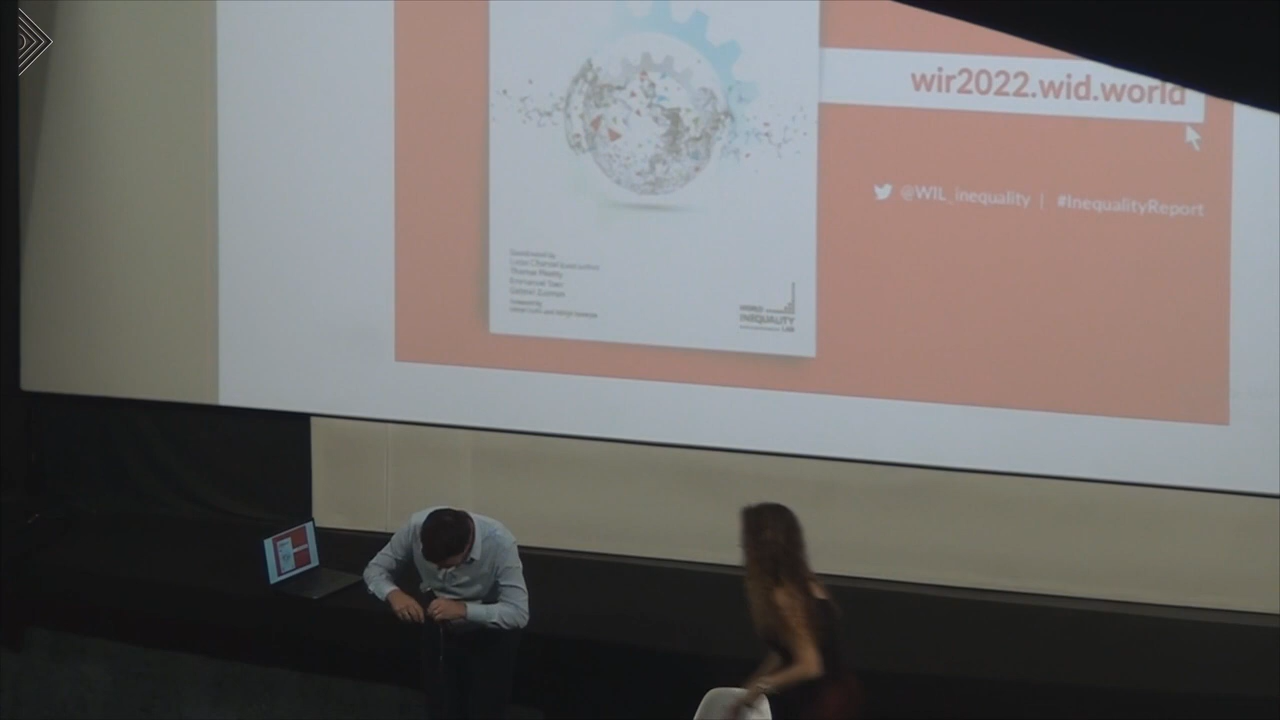 wir2022.wid.world
@WIL_inequality | #InequalityReport
Thomas Piketty
Emmanuel Saez
Gabriel Zucman
WORLD
INEQUALITY
LAB